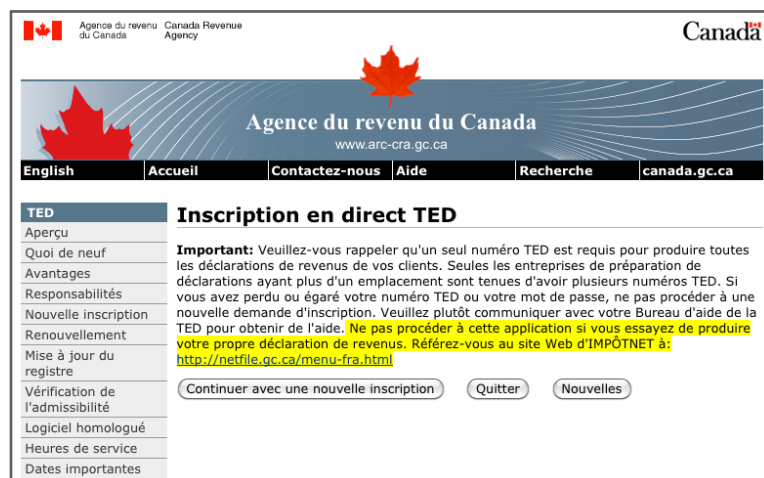 Agence du revenu Canada Revenue
du Canada Agency
Canada
Agence du revenu du Canada
www.arc-cra.gc.ca
English Accueil Contactez-nous Aide Recherche canada.gc.ca
TED
Aperçu
Quoi de neuf
Avantages
Responsabilités
Nouvelle inscription
Renouvellement
Mise à jour du
registre
Vérification de
l'admissibilité
Logiciel homologué
Heures de service
Dates importantes
Inscription en direct TED
Important: Veuillez-vous rappeler qu'un seul numéro TED est requis pour produire toutes
les déclarations de revenus de vos clients. Seules les entreprises de préparation de
déclarations ayant plus d'un emplacement sont tenues d'avoir plusieurs numéros TED. Si
vous avez perdu ou égaré votre numéro TED ou votre mot de passe, ne pas procéder à une
nouvelle demande d'inscription. Veuillez plutôt communiquer avec votre Bureau d'aide de la
TED pour obtenir de l'aide. Ne pas procéder à cette application si vous essayez de produire
votre propre déclaration de revenus. Référez-vous au site Web d'IMPÔTNET à:
http://netfile.gc.ca/menu-fra.html
Continuer avec une nouvelle inscription Quitter Nouvelles